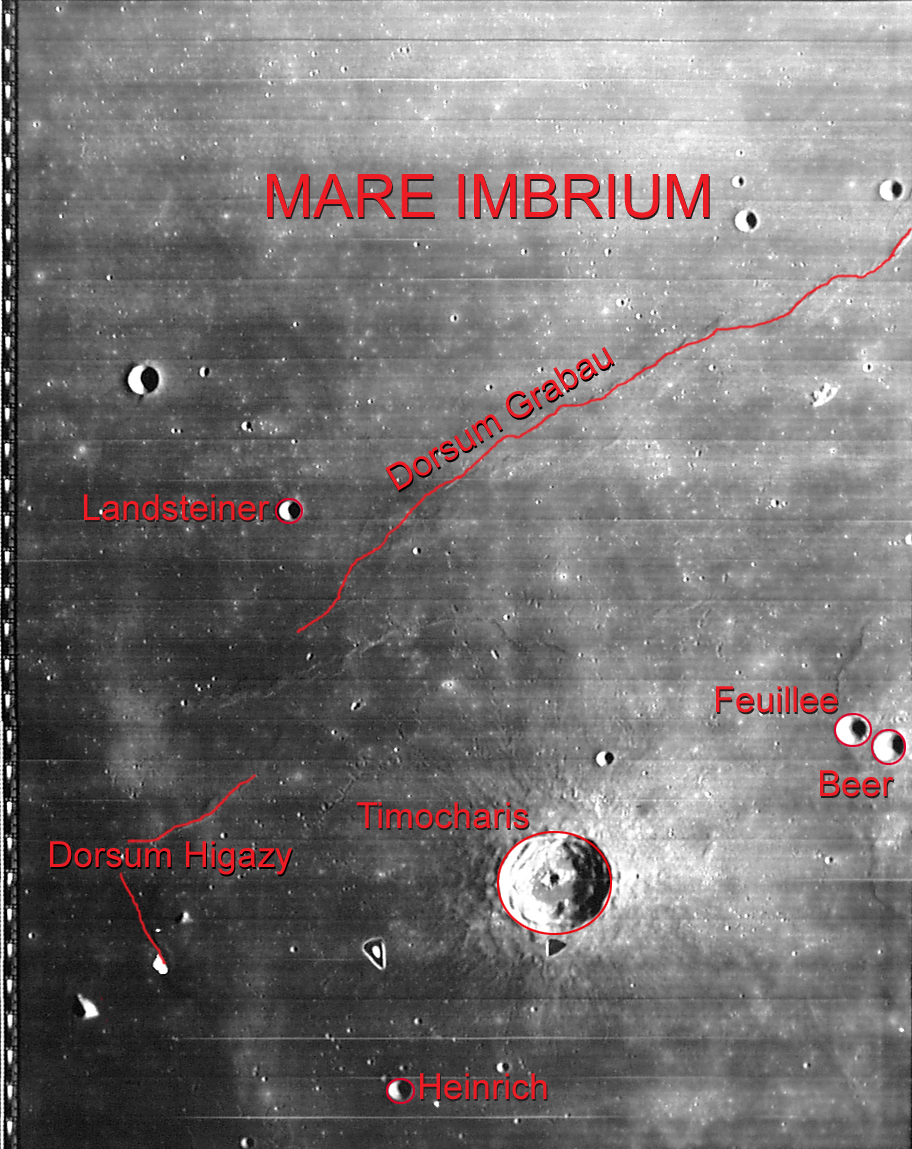 MARE IMBRIUM
Dorsum Grabau
Landsteiner
Feuillee
Beer
Timocharis
Dorsum Higazy
Heinrich